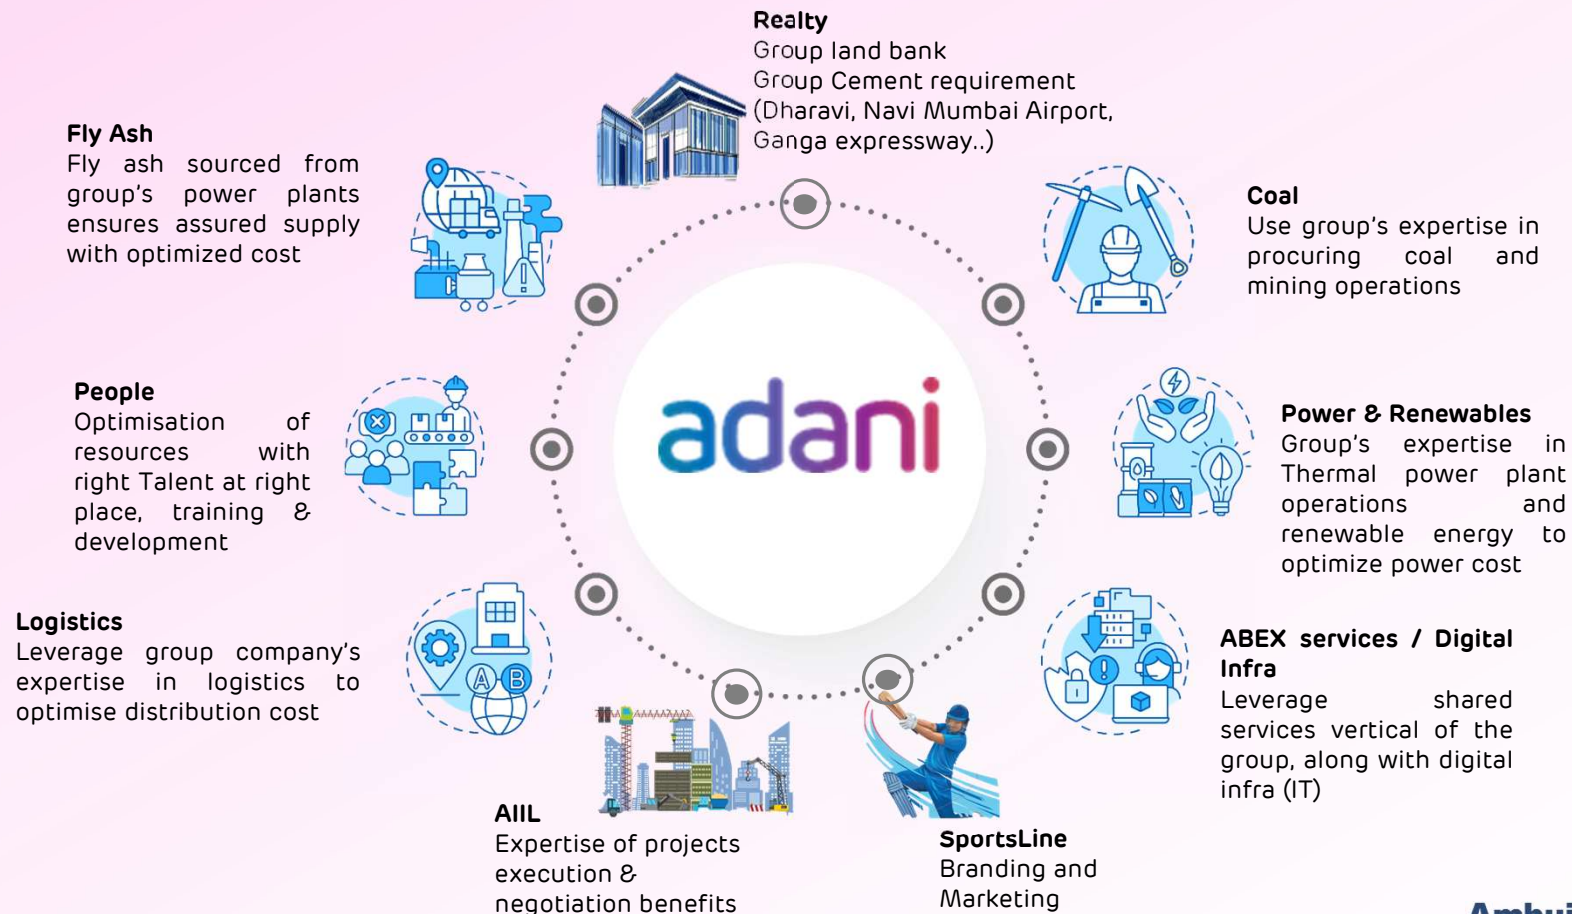 Realty
Group land bank
Group Cement requirement
(Dharavi, Navi Mumbai Airport,
Ganga expressway..)
Fly Ash
Fly ash sourced from
group's power plants
ensures assured supply
with optimized cost
Coal
Use group's expertise in
procuring coal and
mining operations
adani
People
Optimisation of
resources with
right Talent at right
place, training &
development
Power & Renewables
Group's expertise in
Thermal power plant
operations and
renewable energy to
optimize power cost
Logistics
Leverage group company's
expertise in logistics to
optimise distribution cost
A B
ABEX services / Digital
Infra
Leverage shared
services vertical of the
group, along with digital
infra (IT)
AIIL
Expertise of projects
execution &
negotiation benefits
SportsLine
Branding and
Marketing